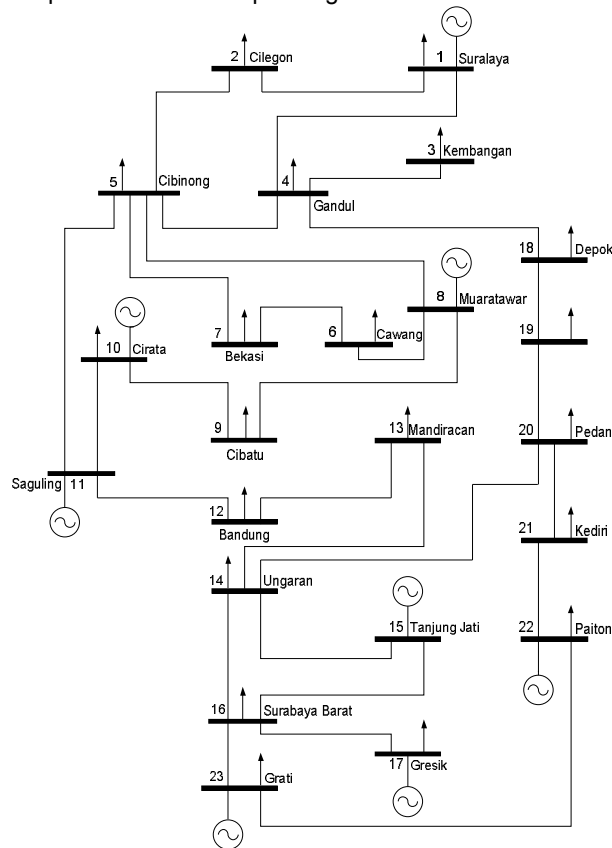 2 Cilegon
1 Suralaya
3 Kembangan
5 Cibinong
4
Gandul
18 Depok
8 Muaratawar
19
10 Cirata
7
Bekasi
6 Cawang
9
Cibatu
13 Mandiracan
20 Pedan
Saguling 11
12
Bandung
21 Kediri
14 Ungaran
15 Tanjung Jati
22 Paiton
16 Surabaya Barat
17 Gresik
23 Grati